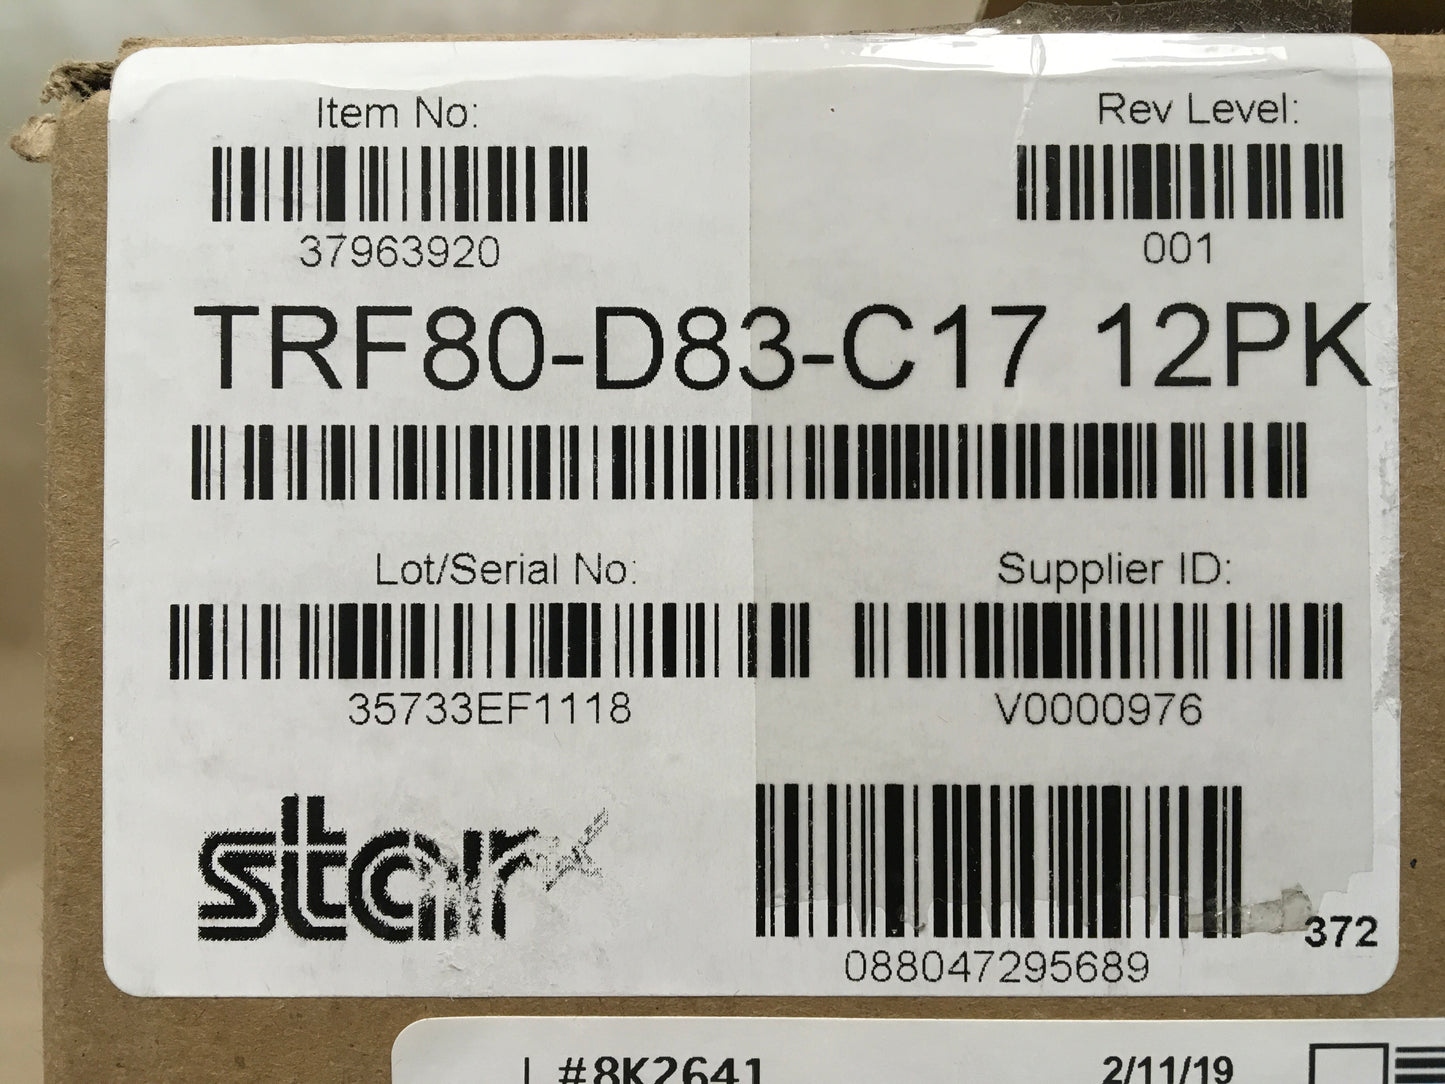 Item No:
Rev Level:
37963920
001
TRF80-D83-C17 12PK
Lot/Serial No:
Supplier ID:
35733EF1118
V0000976
star
372
088047295689
#8K2641
2/11/19